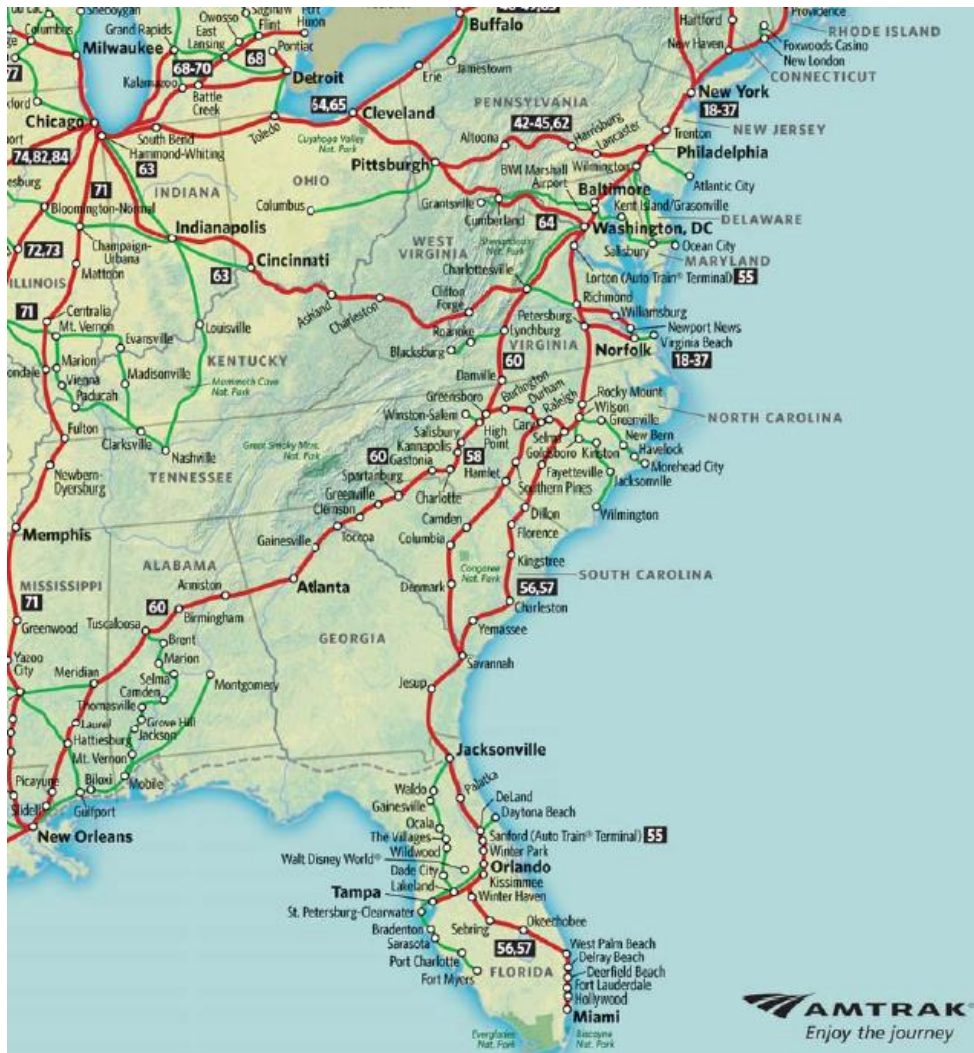 Columbus
Sheboygan
Grand Rapids
Owosso
East
Lansing
Saginaw
Flint
Port
Huron
Pontiac
Milwaukee
68-70
68
Kalamazoo
Battle
Creek
Detroit
Buffalo
Jamestown
Erie
64,65
Cleveland
Toledo
Cuyahoga Valley
Nat. Park
Hartford
Providence
RHODE ISLAND
Foxwoods Casino
New London
New Haven
CONNECTICUT
New York
18-37
NEW JERSEY
Trenton
Philadelphia
PENNSYLVANIA
42-45,62
Altoona
Harrisburg
Lancaster
Pittsburgh
Wilmington
Atlantic City
BWI Marshall
Airport
Baltimore
Kent Island/Grasonville
DELAWARE
Grantsville
Cumberland
64
Washington, DC
Ocean City
Salisbury
MARYLAND
Lorton (Auto Train® Terminal) 55
Chicago
74,82,84
South Bend
Hammond-Whiting
63
71
INDIANA
OHIO
Columbus
Bloomington-Normal
Indianapolis
72,73
Champaign-
Urbana
Mattoon
63
Cincinnati
WEST
VIRGINIA
Shenandoah
Nat. Park
Charlottesville
ILLINOIS
71
Centralia
Mt. Vernon
Evansville
Louisville
Ashland
Charleston
Clifton
Forge
Richmond
Williamsburg
Petersburg
Newport News
Virginia Beach
Norfolk
18-37
Roanoke
Lynchburg
Blacksburg
VIRGINIA
60
KENTUCKY
Mammoth Cave
Nat. Park
Marion
Vienna
Madisonville
Paducah
Danville
Fulton
Clarksville
Nashville
Newbern-
Dyersburg
TENNESSEE
Great Smoky Mtns.
Nat. Park
Greensboro
Burlington
Durham
Raleigh
Cary
Rocky Mount
Wilson
Greenville
NORTH CAROLINA
Winston-Salem
Salisbury
High
Point
Selma
Kannapolis
Gastonia
58
Goldsboro
Kinston
New Bern
Havelock
Morehead City
60
Spartanburg
Hamlet
Fayetteville
Jacksonville
Greenville
Charlotte
Southern Pines
Wilmington
Clemson
Dillon
Toccoa
Camden
Florence
Gainesville
Columbia
Kingstree
Congaree
Nat. Park
SOUTH CAROLINA
Memphis
ALABAMA
Anniston
Atlanta
Denmark
56,57
Charleston
MISSISSIPPI
71
60
Birmingham
Greenwood
Tuscaloosa
GEORGIA
Yemassee
Brent
Yazoo
City
Marion
Savannah
Meridian
Selma
Camden
Montgomery
Jesup
Thomasville
Laurel
Grove Hill
Jackson
Hattiesburg
Mt. Vernon
Jacksonville
Picayune
Biloxi
Mobile
Slidell
Gulfport
New Orleans
Waldo
Palatka
Gainesville
DeLand
Daytona Beach
Ocala
The Villages
Sanford (Auto Train® Terminal) 55
Wildwood
Winter Park
Walt Disney World®
Orlando
Dade City
Kissimmee
Lakeland
Tampa
Winter Haven
St. Petersburg-Clearwater
Okeechobee
Bradenton
Sebring
Sarasota
56,57
West Palm Beach
Delray Beach
Port Charlotte
Deerfield Beach
Fort Myers
FLORIDA
Fort Lauderdale
Hollywood
Miami
Everglades
Nat. Park
Biscayne
Nat. Park
AMTRAK®
Enjoy the journey